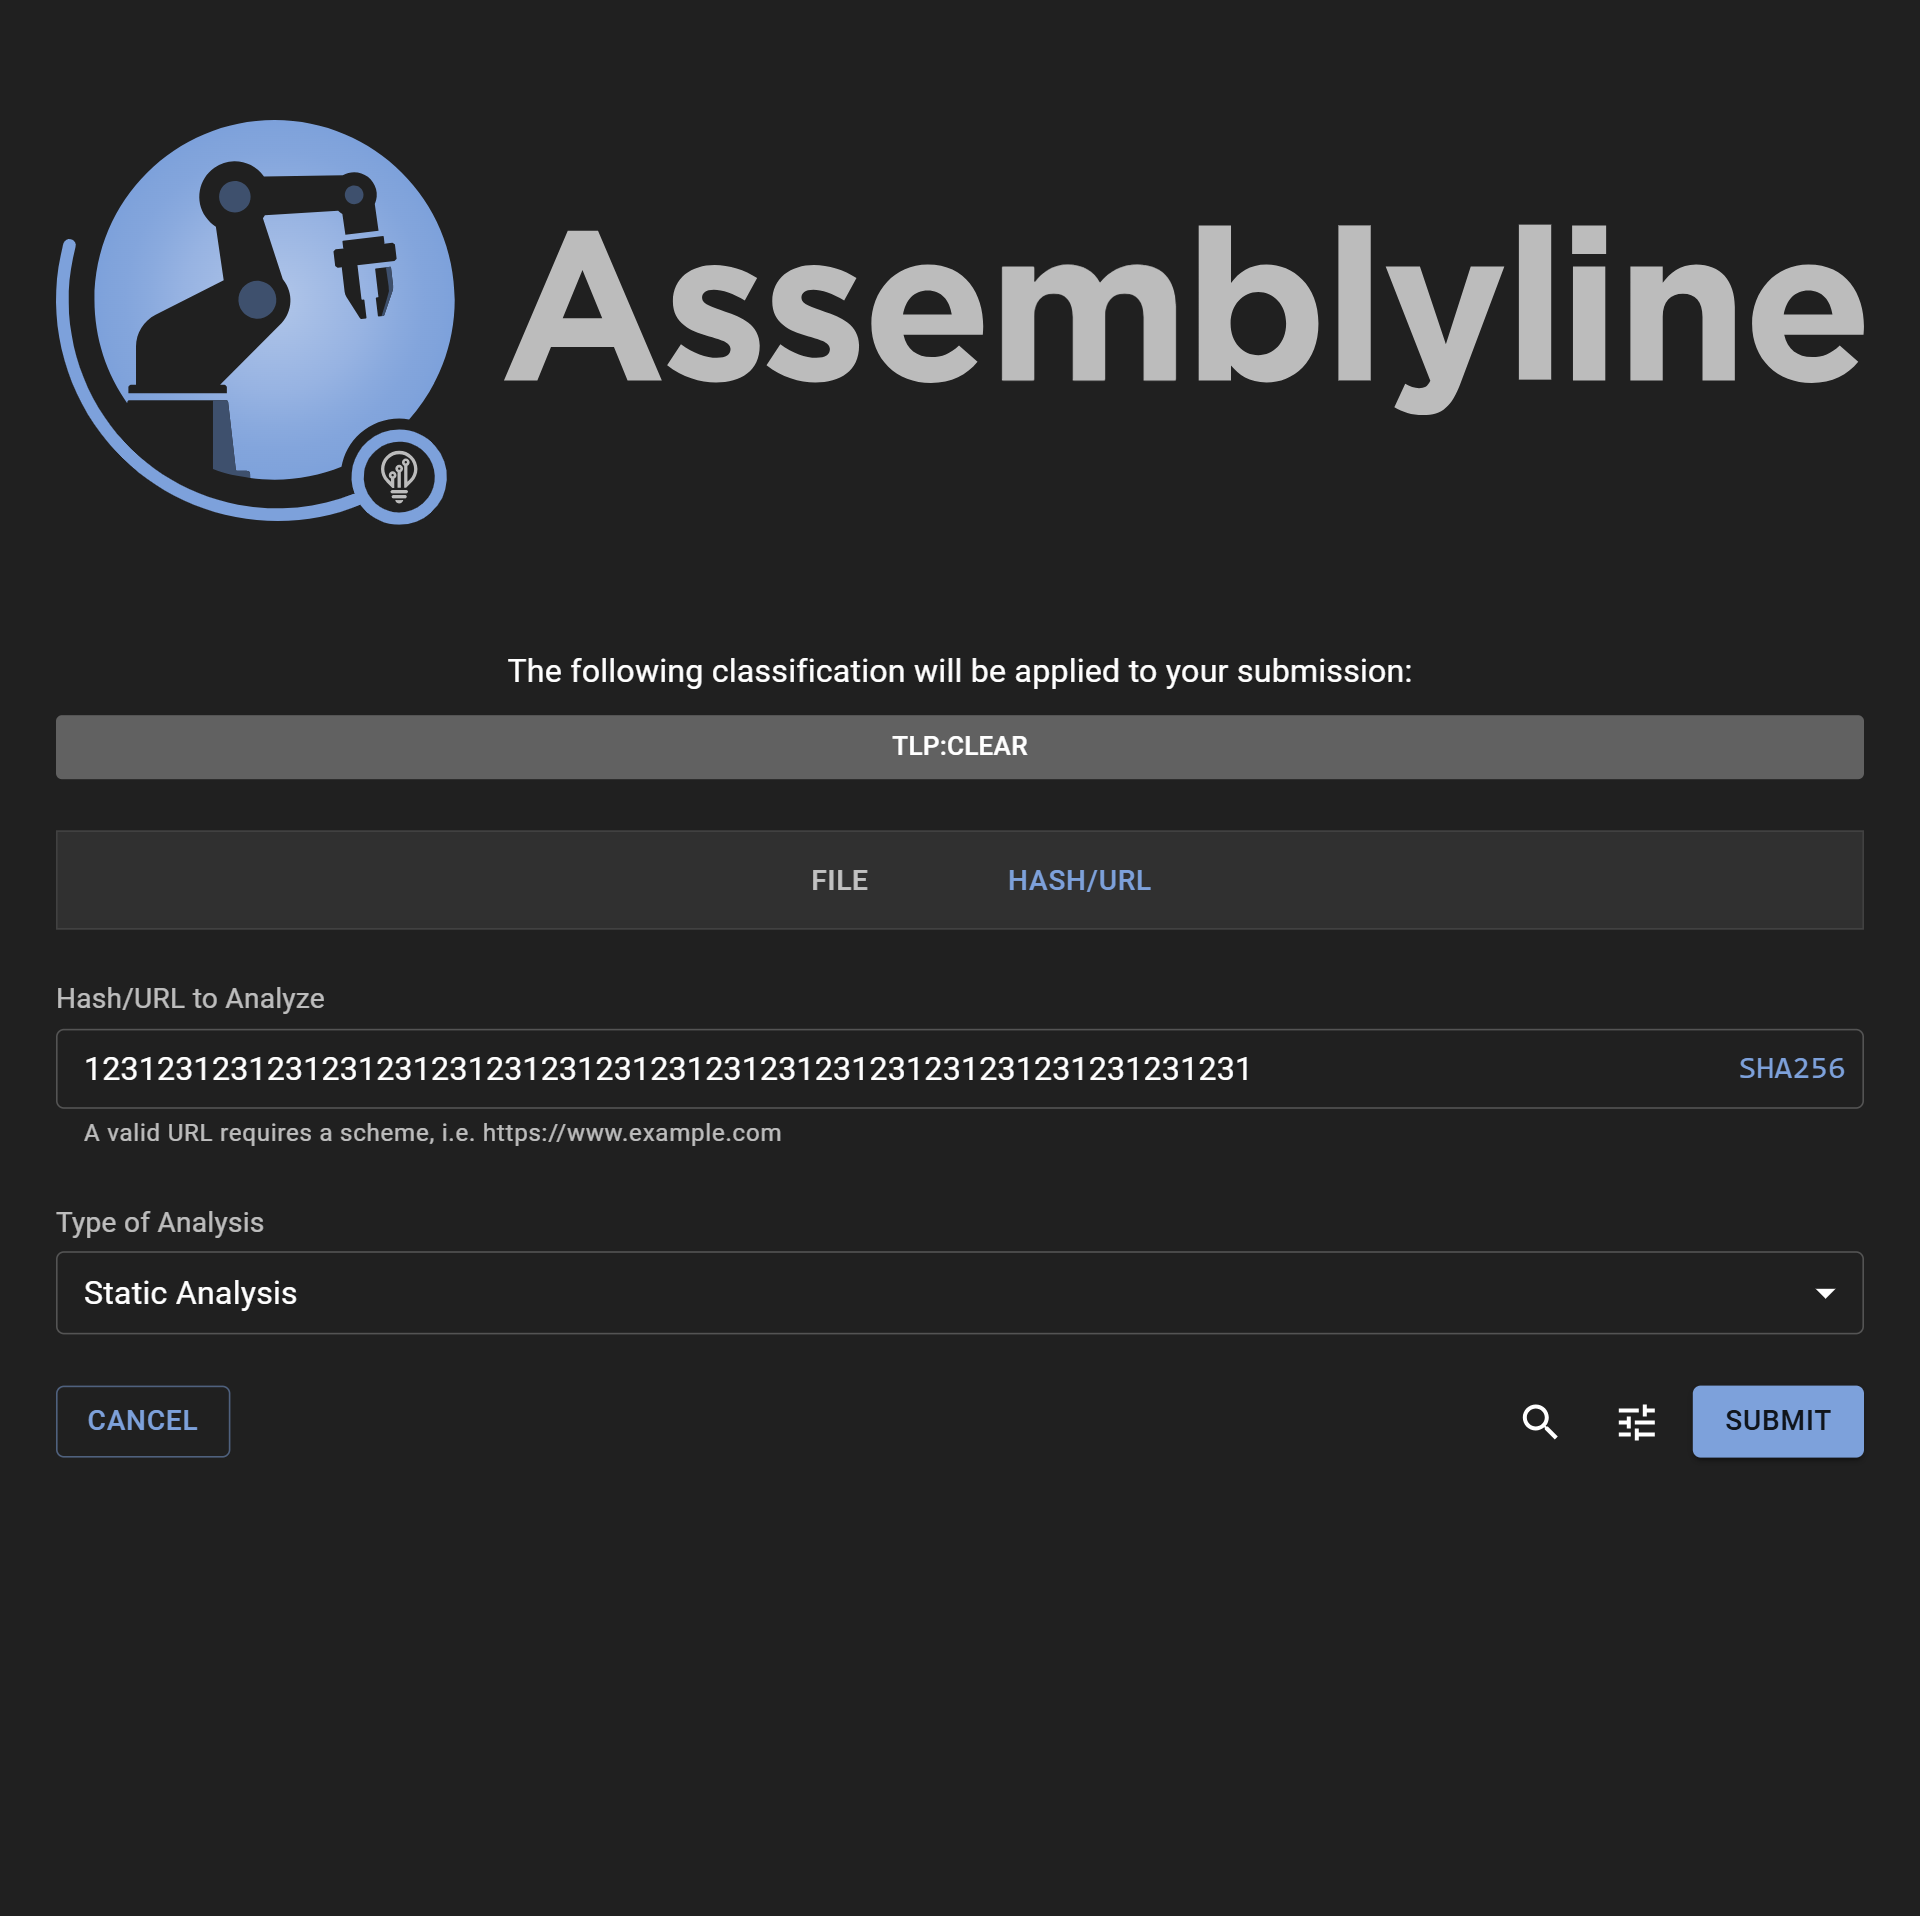 Assemblyline
The following classification will be applied to your submission:
TLP:CLEAR
FILE HASH/URL
Hash/URL to Analyze
1231231231231231231231231231231231231231231231231231231231231231 SHA256
A valid URL requires a scheme, i.e. https://www.example.com
Type of Analysis
Static Analysis
CANCEL SUBMIT